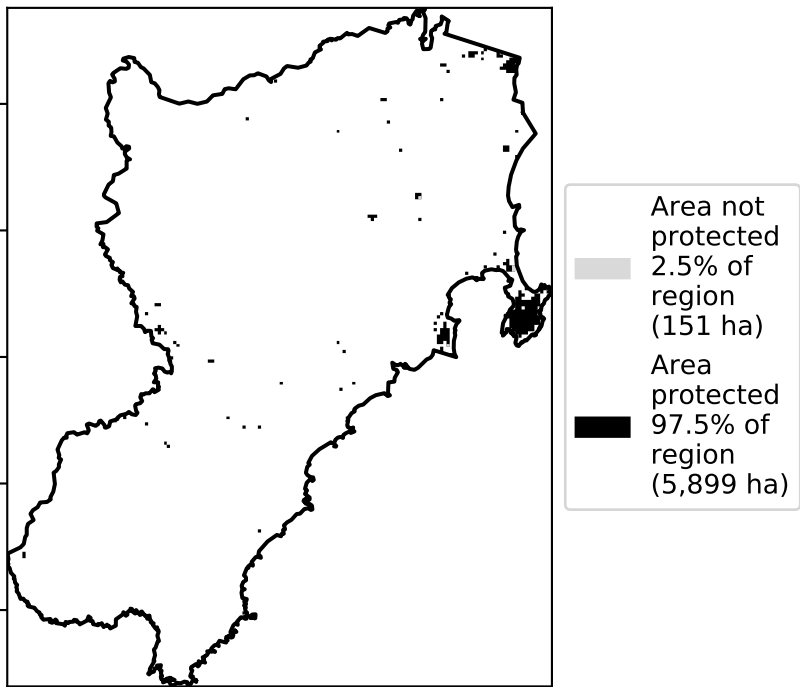 Area not
protected
2.5% of
region
(151 ha)
Area
protected
97.5% of
region
(5,899 ha)